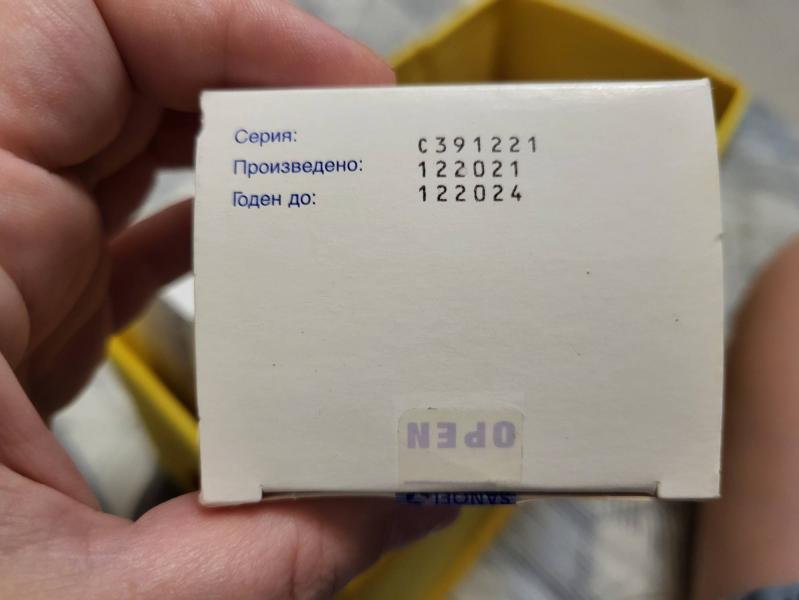 Серия: C391221
Произведено: 122021
Годен до: 122024
OPEN